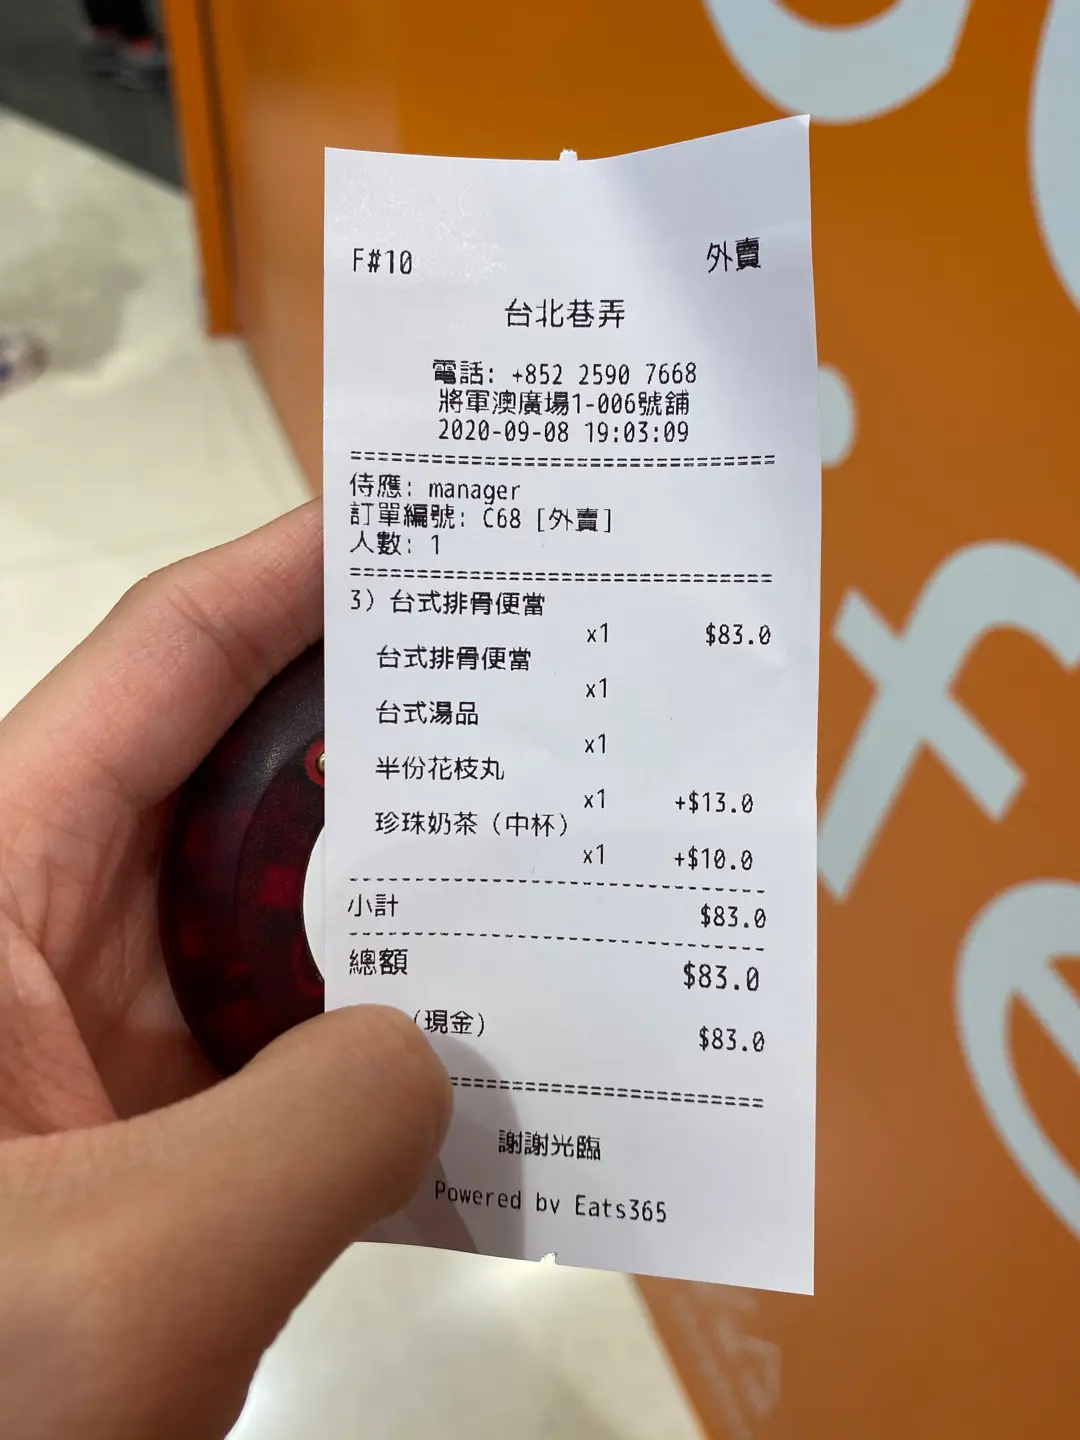 F#10 外賣
台北巷弄
電話: +852 2590 7668
將軍澳廣場1-006號舖
2020-09-08 19:03:09
侍應: manager
訂單編號: C68 [外賣]
人數: 1
3) 台式排骨便當
x1 $83.0
台式排骨便當
x1
台式湯品
x1
半份花枝丸
x1 +$13.0
珍珠奶茶 (中杯)
x1 +$10.0
小計 $83.0
總額 $83.0
(現金) $83.0
謝謝光臨
Powered by Eats365